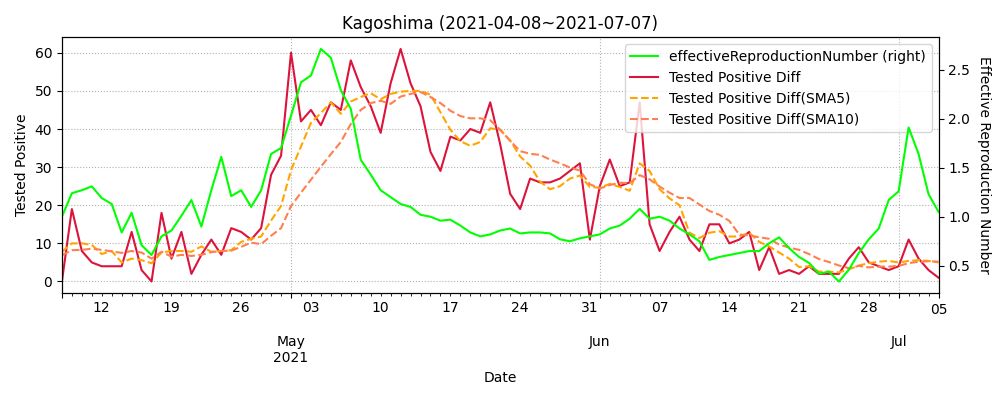 Kagoshima (2021-04-08~2021-07-07)
effectiveReproductionNumber (right)
Tested Positive Diff
Tested Positive Diff(SMA5)
Tested Positive Diff(SMA10)
Tested Positive
60
50
40
30
20
10
0
2.5
2.0
1.5
1.0
0.5
Effective Reproduction Number
12 19 26 03 10 17 24 31 07 14 21 28 05
May Jun Jul
2021
Date